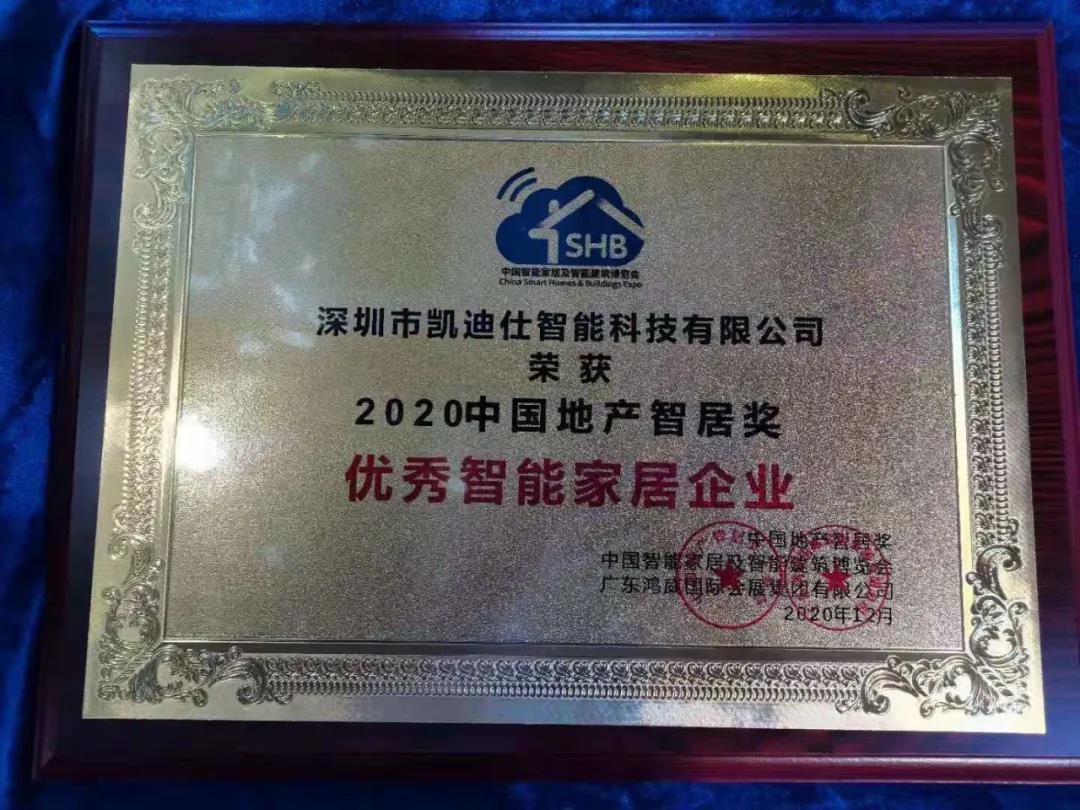 SHB
中国智能家居及智能建筑博览会
China Smart Homes & Buildings Expo
深圳市凯迪仕智能科技有限公司
荣获
2020中国地产智居奖
优秀智能家居企业
中国地产智居奖
中国智能家居及智能建筑博览会
广东鸿威国际会展集团有限公司
2020年12月